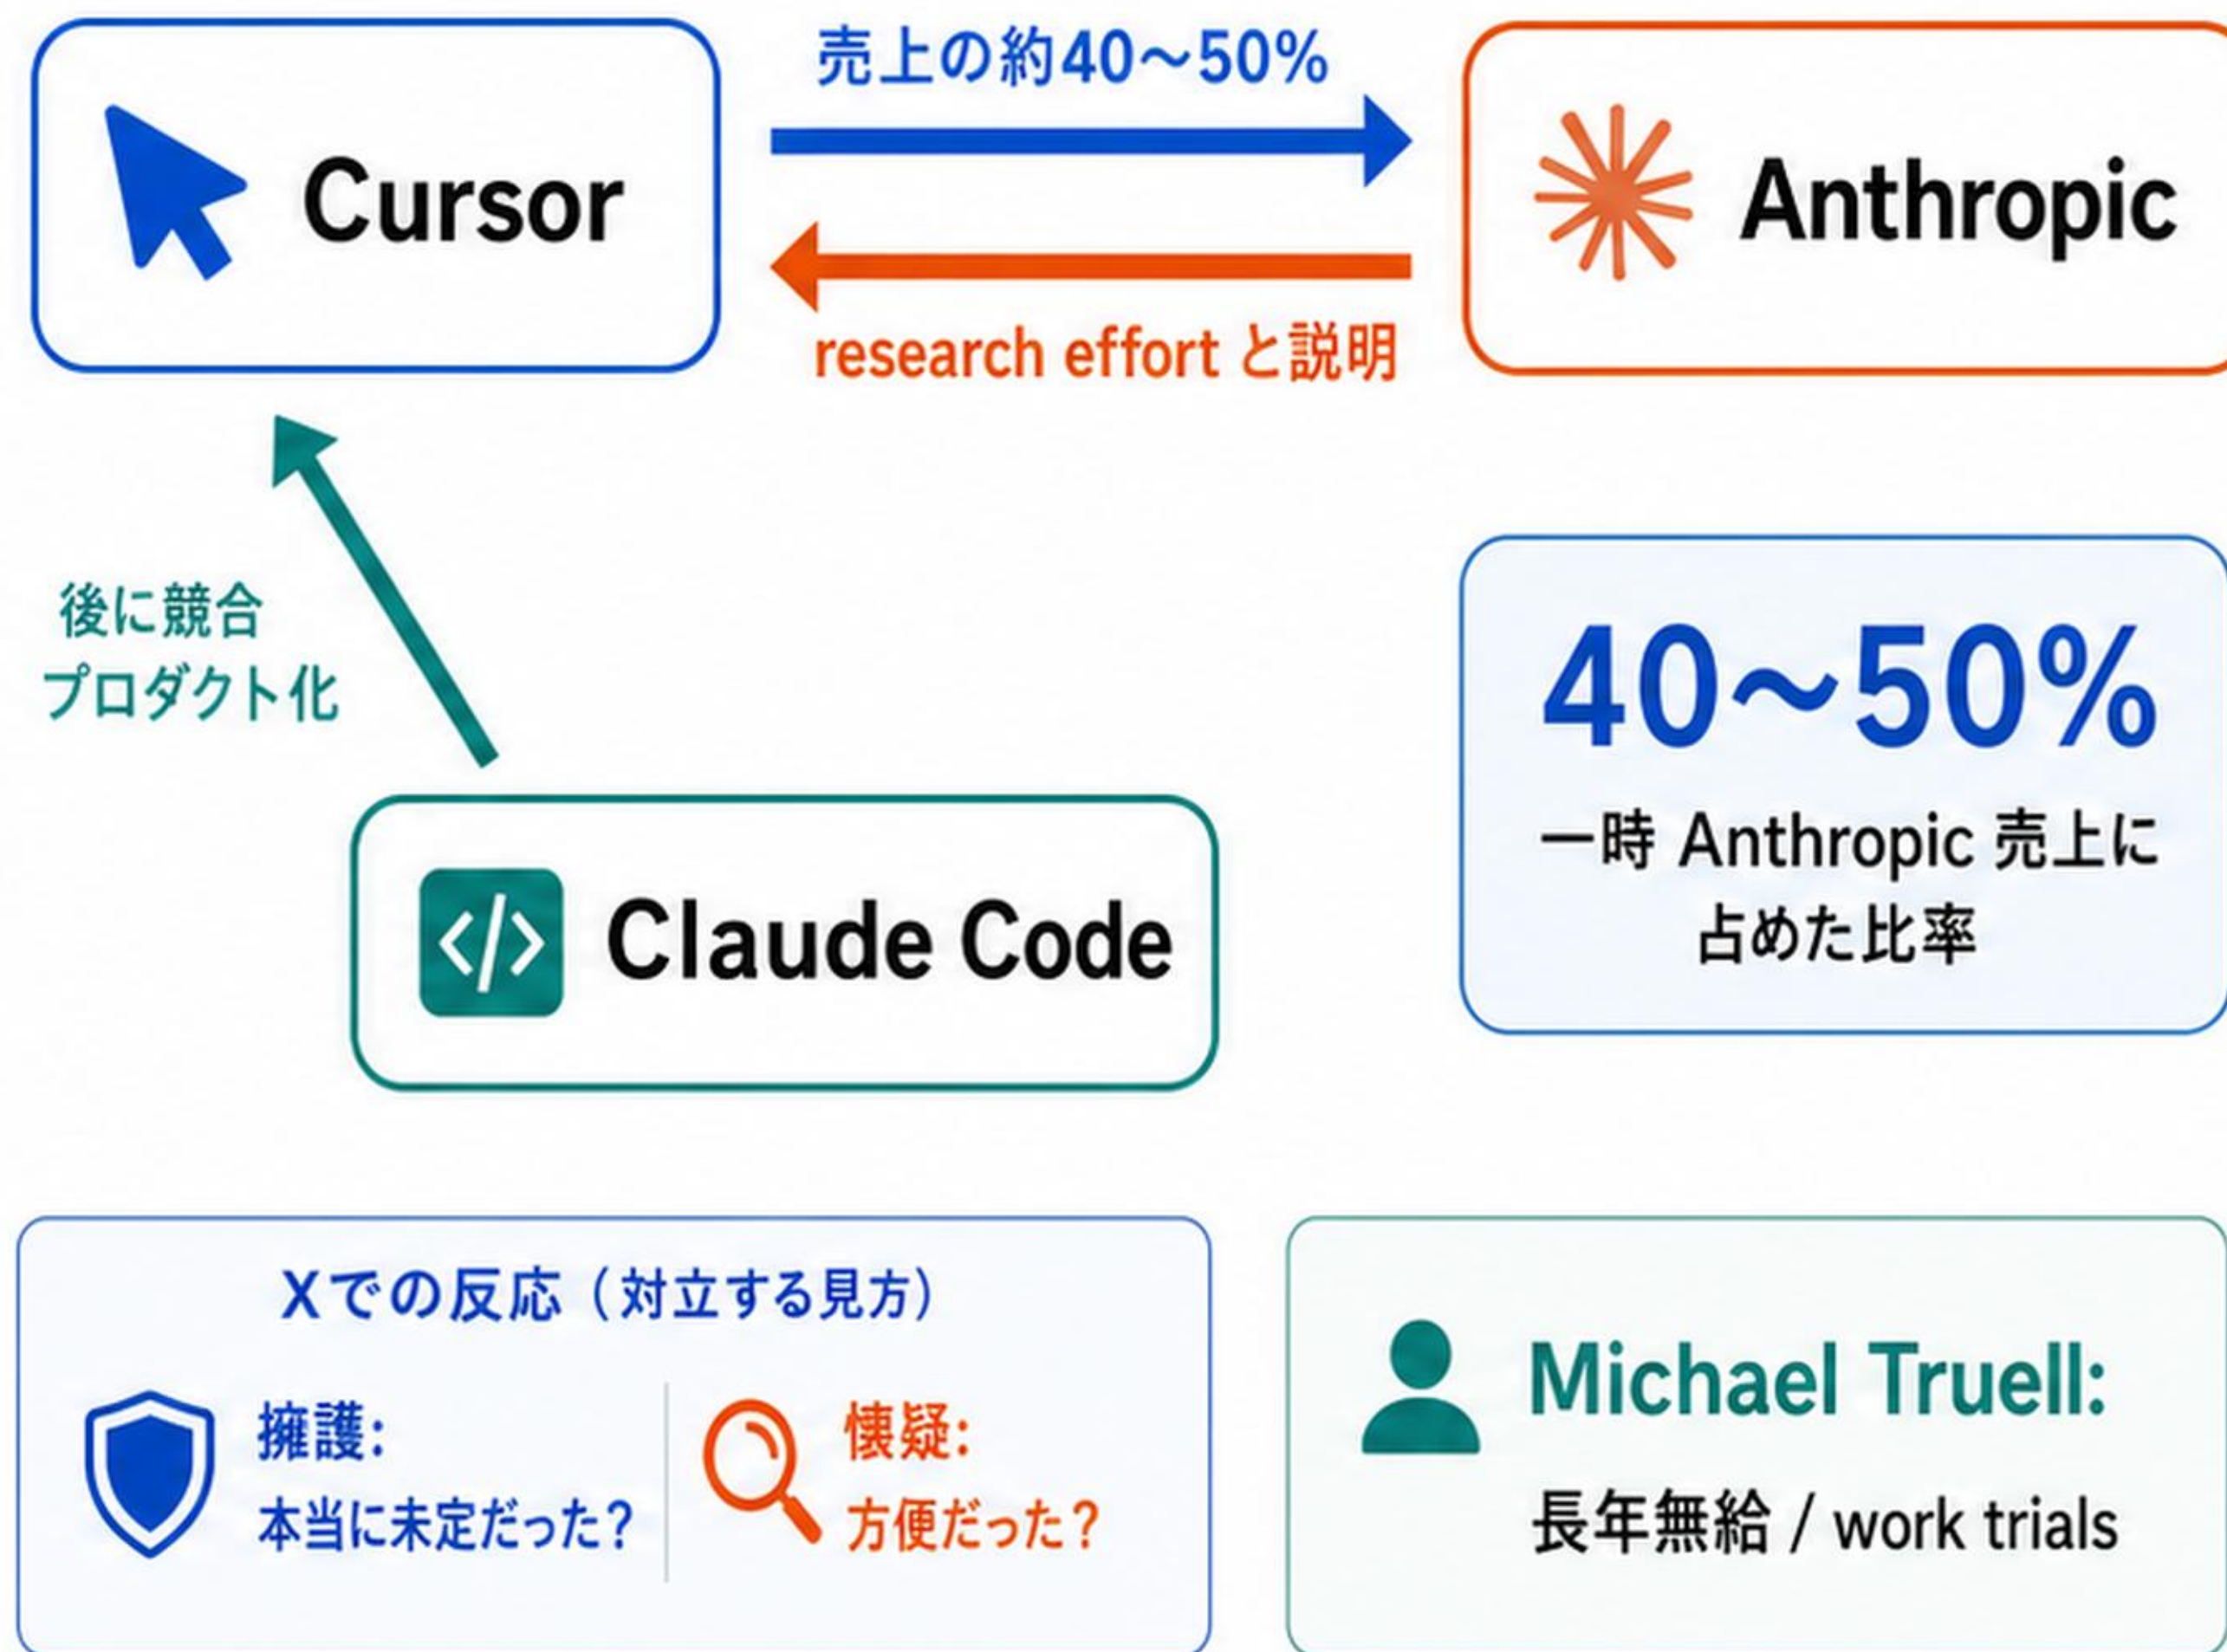 売上の約40〜50%
Cursor
Anthropic
research effort と説明
後に競合
プロダクト化
40〜50%
一時 Anthropic 売上に
占めた比率
Claude Code
Xでの反応（対立する見方）
擁護:
本当に未定だった？
懐疑:
方便だった？
Michael Truell:
長年無給 / work trials